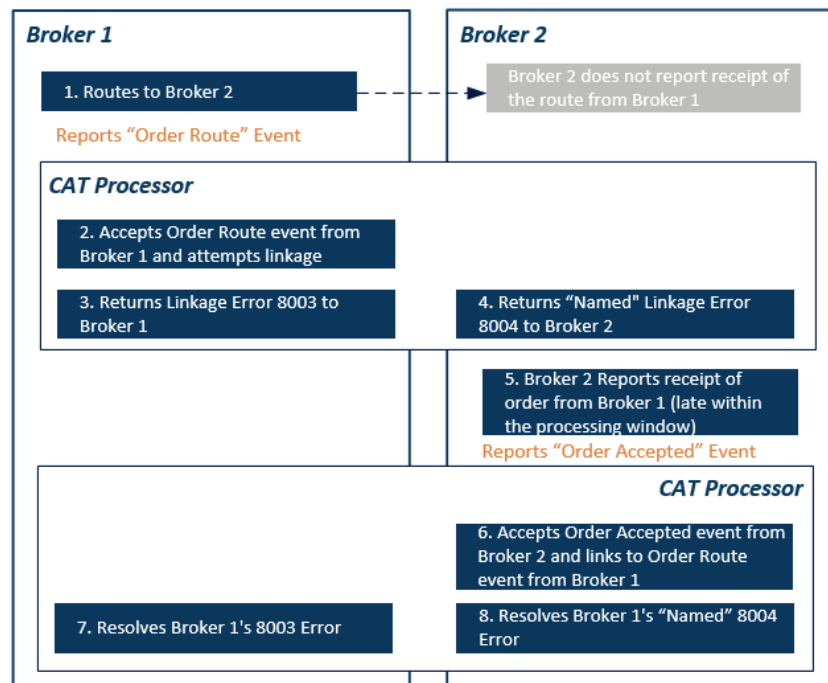 Broker 1
Broker 2
1. Routes to Broker 2
Broker 2 does not report receipt of
the route from Broker 1
Reports “Order Route” Event
CAT Processor
2. Accepts Order Route event from
Broker 1 and attempts linkage
3. Returns Linkage Error 8003 to
Broker 1
4. Returns “Named" Linkage Error
8004 to Broker 2
5. Broker 2 Reports receipt of
order from Broker 1 (late within
the processing window)
Reports “Order Accepted” Event
CAT Processor
6. Accepts Order Accepted event from
Broker 2 and links to Order Route
event from Broker 1
7. Resolves Broker 1's 8003 Error
8. Resolves Broker 1's “Named” 8004
Error